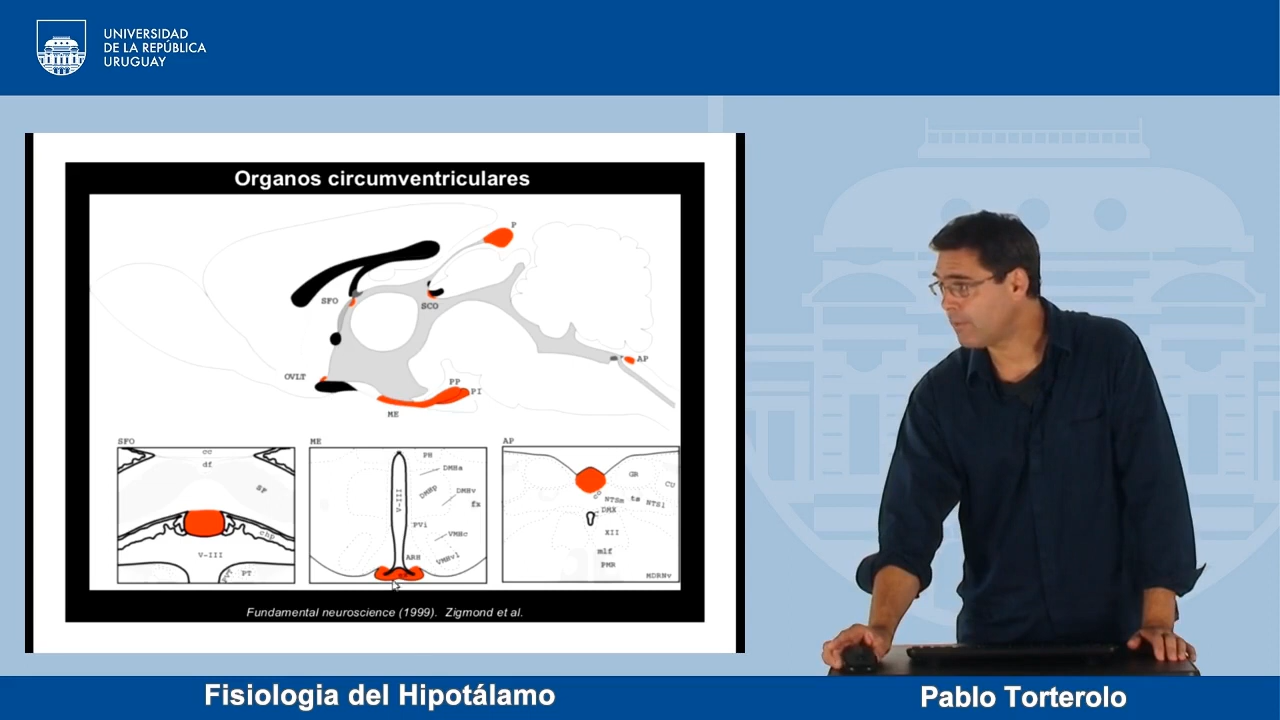 UNIVERSIDAD
DE LA REPÚBLICA
URUGUAY
Organos circumventriculares
P
SFO
SCO
AP
OVLT
PP
PI
ME
SFO
cc
df
SF
chp
V-III
PT
ME
PH
DMHa
DMHp
DMHv
fx
V-III
PVi
VMHc
ARH
VMHvl
AP
GR
CU
co
NTSm
ts
NTSl
DMX
XII
mlf
PMR
MDRNv
Fundamental neuroscience (1999). Zigmond et al.
Fisiologia del Hipotálamo
Pablo Torterolo